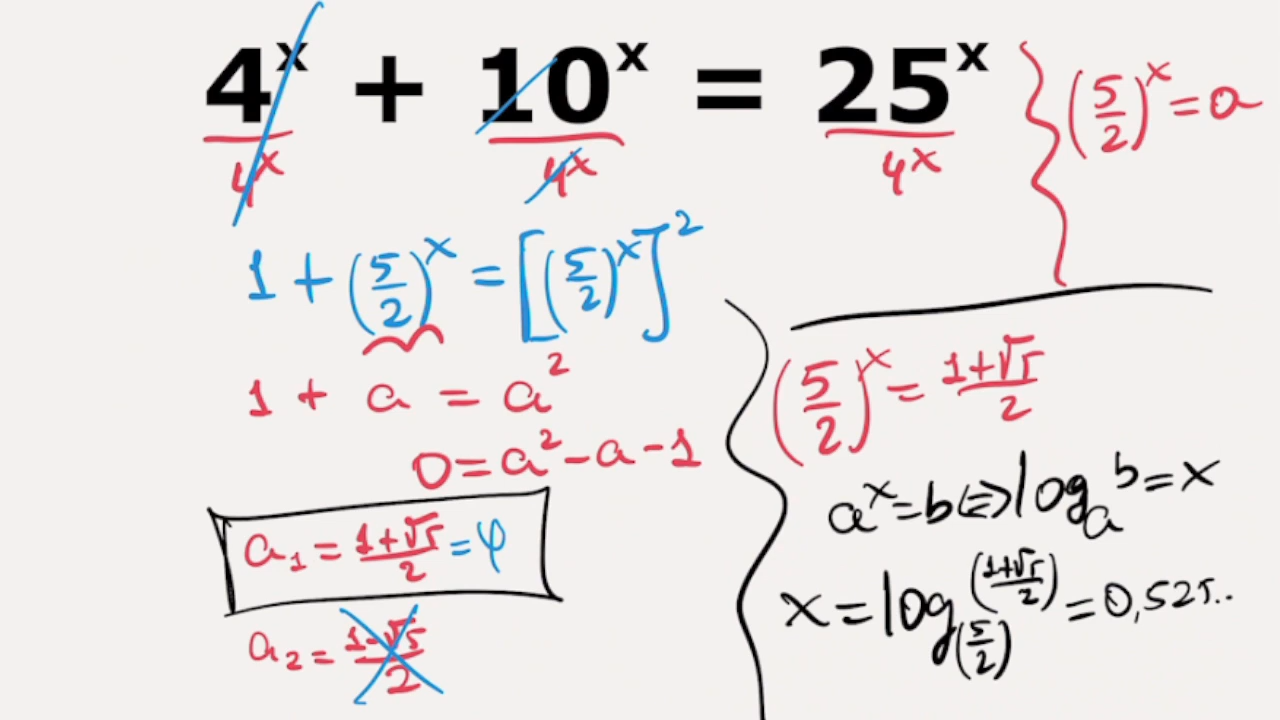 4^x + 10^x = 25^x
4^x 4^x 4^x
(5/2)^x = a
1 + (5/2)^x = [(5/2)^x]^2
1 + a = a^2
0 = a^2 - a - 1
a_1 = (1+√5)/2 = φ
a_2 = (1-√5)/2
(5/2)^x = (1+√5)/2
a^x = b <=> log_a b = x
x = log_(5/2) ((1+√5)/2) = 0,525..